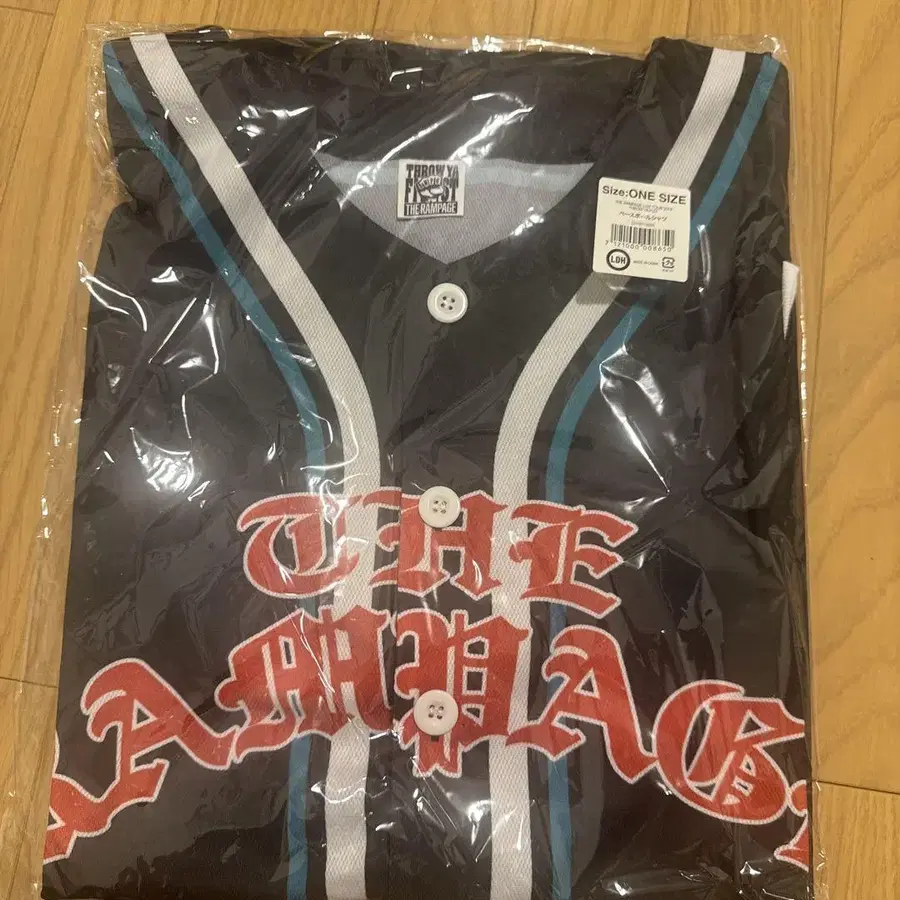 THROW YA
FIST
THE RAMPAGE
Size:ONE SIZE
ベースボールシャツ
LDH
THE
RAMPAGE